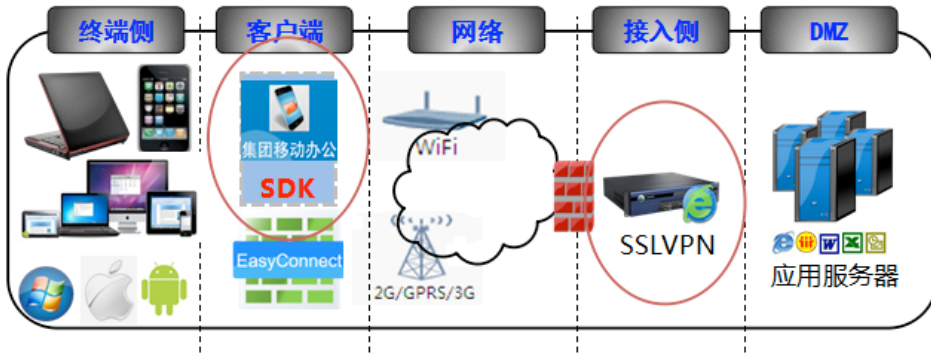 终端侧
客户端
网络
接入侧
DMZ
集团移动办公
SDK
EasyConnect
WiFi
2G/GPRS/3G
SSLVPN
应用服务器